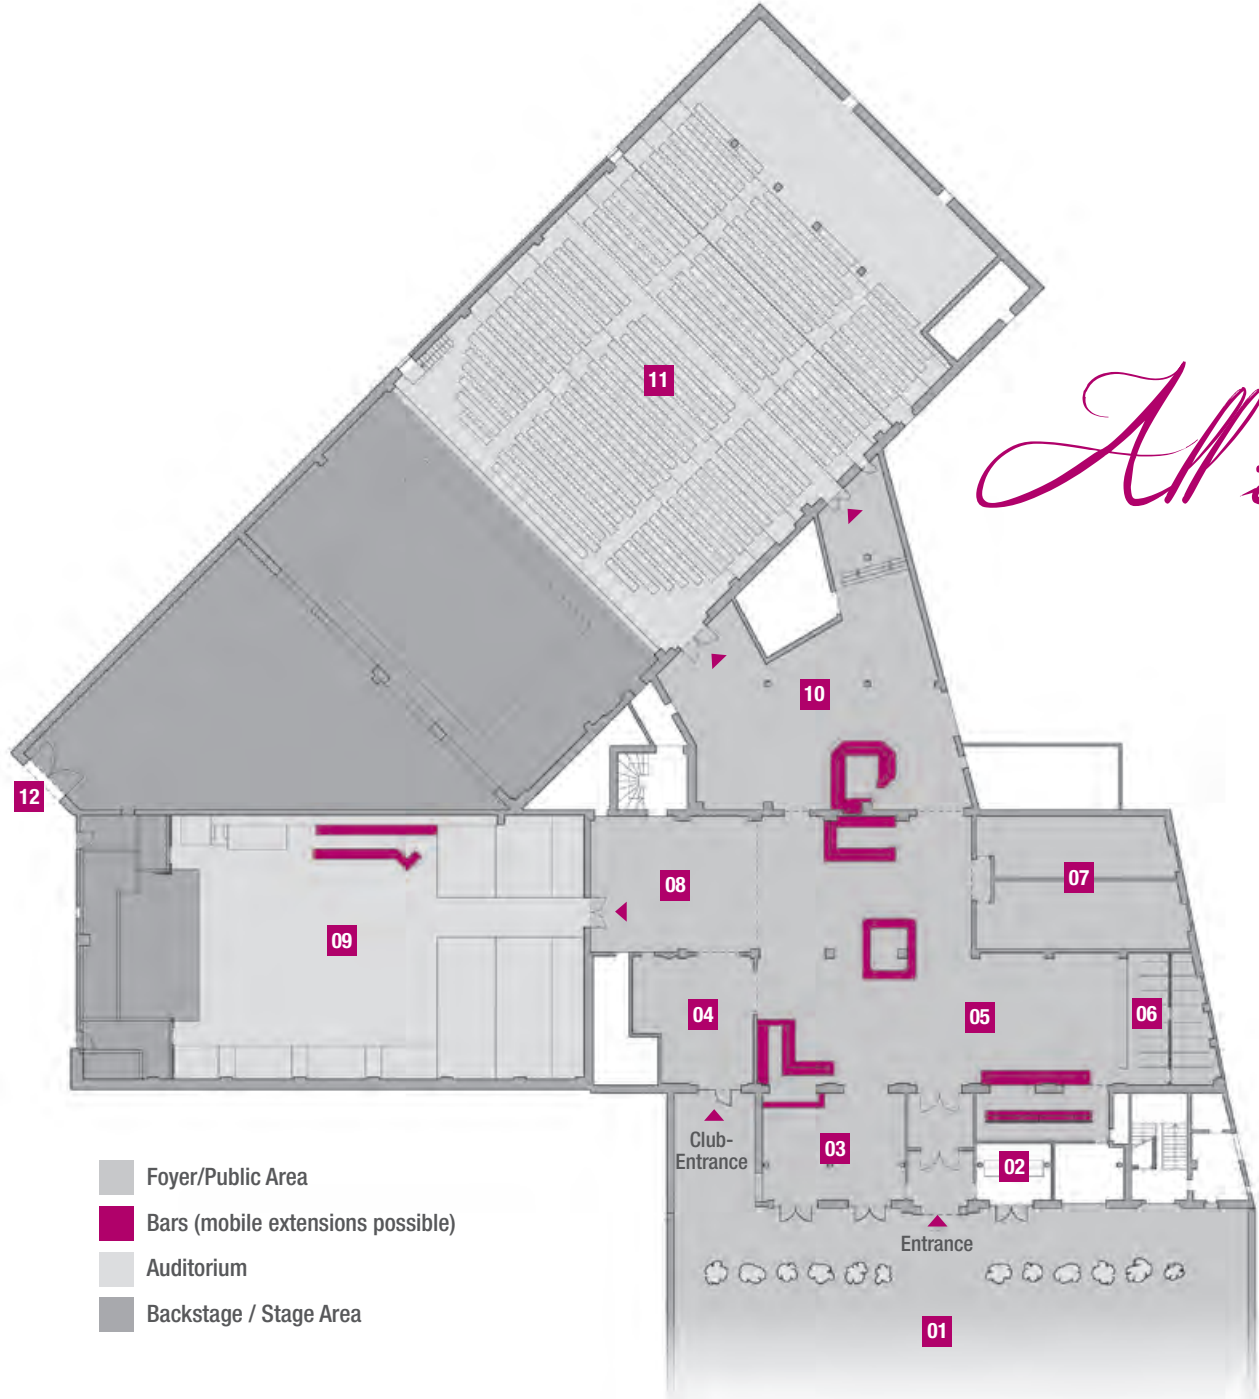 11
All
10
12
08
07
09
04
05
06
Club-
Entrance
03
02
Entrance
01
Foyer/Public Area
Bars (mobile extensions possible)
Auditorium
Backstage / Stage Area